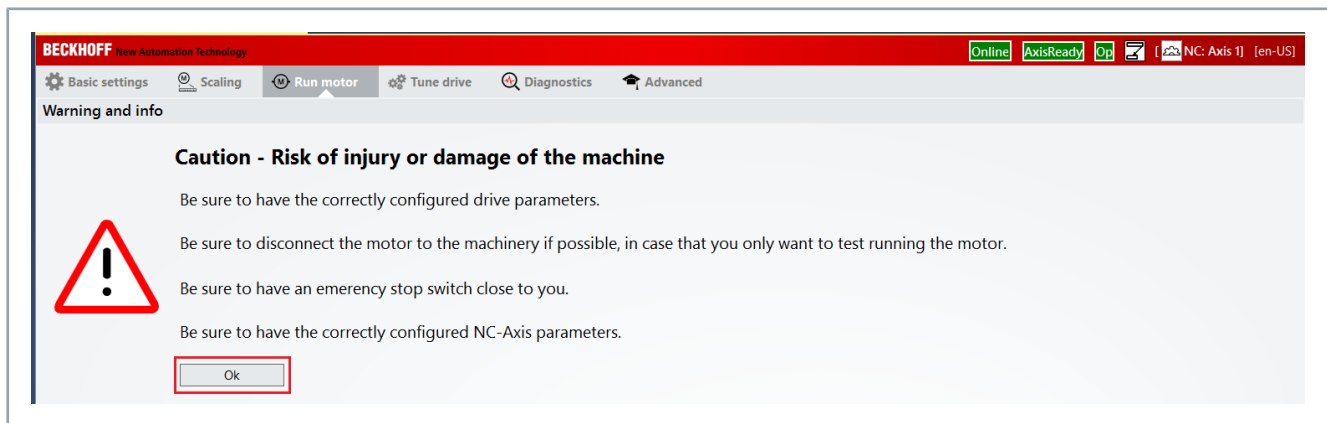 BECKHOFF New Automation Technology Online AxisReady Op [ NC: Axis 1] [en-US]
Basic settings Scaling Run motor Tune drive Diagnostics Advanced
Warning and info
Caution - Risk of injury or damage of the machine
Be sure to have the correctly configured drive parameters.
Be sure to disconnect the motor to the machinery if possible, in case that you only want to test running the motor.
Be sure to have an emerency stop switch close to you.
Be sure to have the correctly configured NC-Axis parameters.
Ok